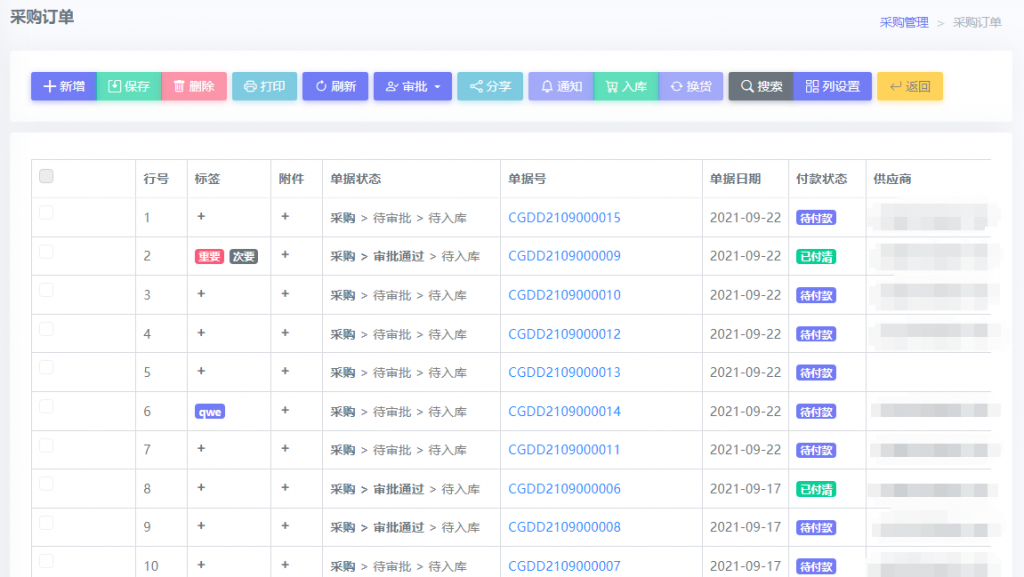 采购订单
采购管理 > 采购订单
+ 新增 保存 删除 打印 刷新 审批 分享 通知 入库 换货 搜索 列设置 返回
行号 标签 附件 单据状态 单据号 单据日期 付款状态 供应商
1 + + 采购 > 待审批 > 待入库 CGDD2109000015 2021-09-22 待付款
2 重要 次要 + 采购 > 审批通过 > 待入库 CGDD2109000009 2021-09-22 已付清
3 + + 采购 > 待审批 > 待入库 CGDD2109000010 2021-09-22 待付款
4 + + 采购 > 待审批 > 待入库 CGDD2109000012 2021-09-22 待付款
5 + + 采购 > 待审批 > 待入库 CGDD2109000013 2021-09-22 待付款
6 qwe + 采购 > 待审批 > 待入库 CGDD2109000014 2021-09-22 待付款
7 + + 采购 > 待审批 > 待入库 CGDD2109000011 2021-09-22 待付款
8 + + 采购 > 审批通过 > 待入库 CGDD2109000006 2021-09-17 已付清
9 + + 采购 > 审批通过 > 待入库 CGDD2109000008 2021-09-17 待付款
10 + + 采购 > 待审批 > 待入库 CGDD2109000007 2021-09-17 待付款